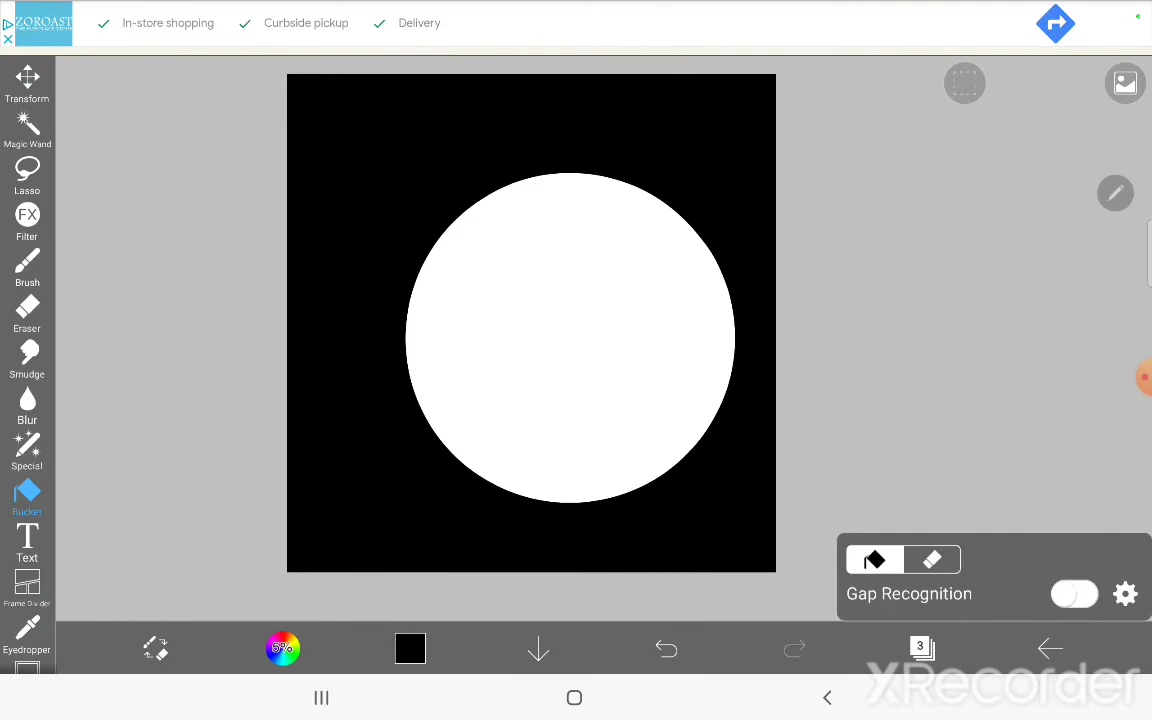 ZOROAST
In-store shopping
Curbside pickup
Delivery
Transform
Magic Wand
Lasso
FX
Filter
Brush
Eraser
Smudge
Blur
Special
Bucket
T
Text
Frame Divider
Eyedropper
Gap Recognition
5%
3
XRecorder